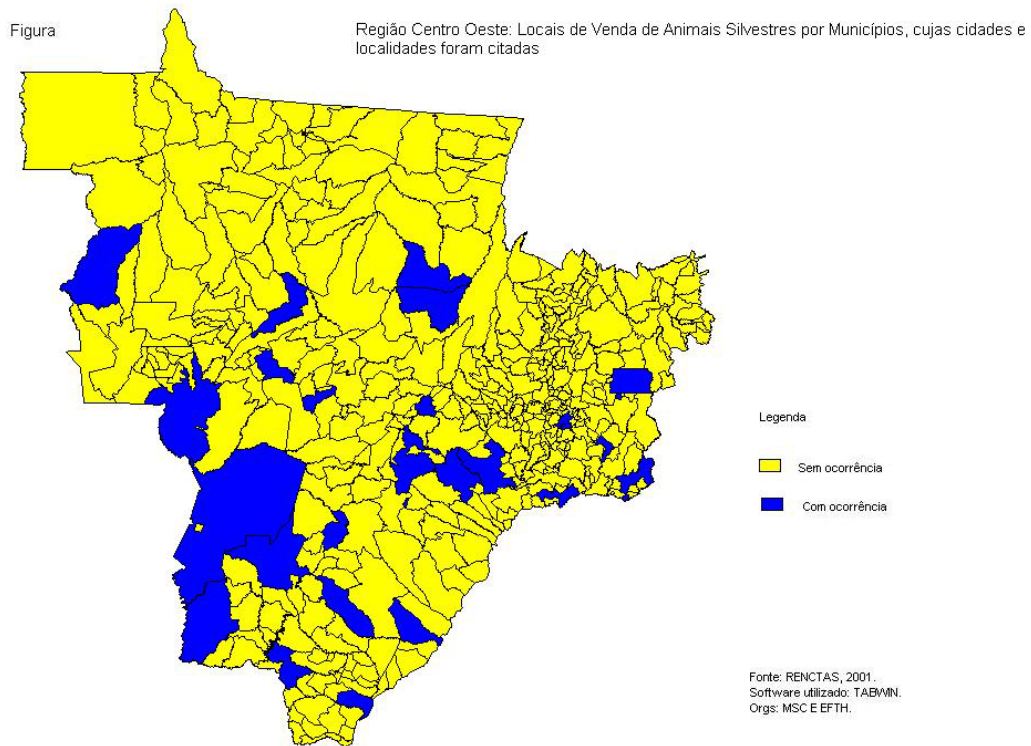 Figura
Região Centro Oeste: Locais de Venda de Animais Silvestres por Municípios, cujas cidades e
localidades foram citadas
Legenda
Sem ocorrência
Com ocorrência
Fonte: RENCTAS, 2001.
Software utilizado: TABWIN.
Orgs: MSC E EFTH.